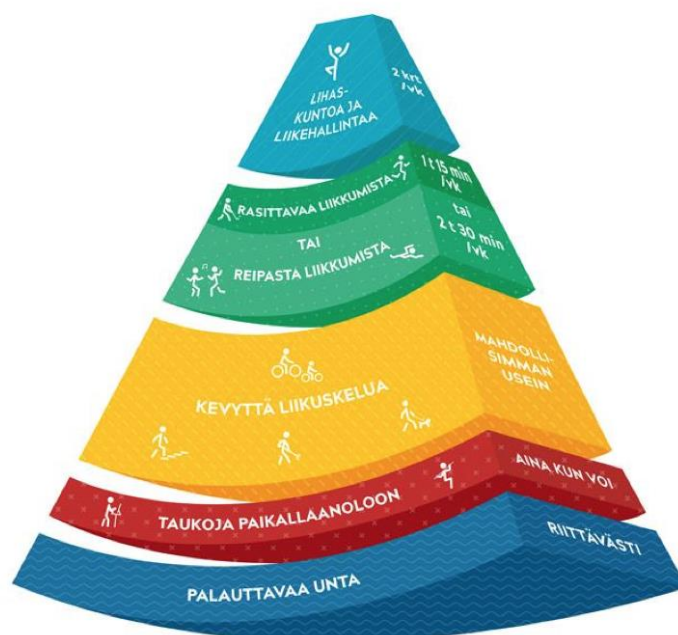 LIHAS-
KUNTOA JA
LIIKEHALLINTAA
2 krt
/vk
RASITTAVAA LIIKKUMISTA
1 t 15 min
/vk
TAI
tai
REIPASTA LIIKKUMISTA
2 t 30 min
/vk
KEVYTTÄ LIIKUSKELUA
MAHDOLLI-
SIMMAN
USEIN
TAUKOJA PAIKALLAANOLOON
AINA KUN VOI
PALAUTTAVAA UNTA
RIITTÄVÄSTI